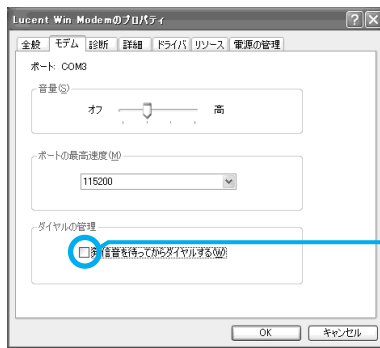 Lucent Win Modemのプロパティ
全般 モデム 診断 詳細 ドライバ リソース 電源の管理
ポート: COM3
音量(S)
オフ 高
ポートの最高速度(M)
115200
ダイヤルの管理
発信音を待ってからダイヤルする(W)
OK キャンセル